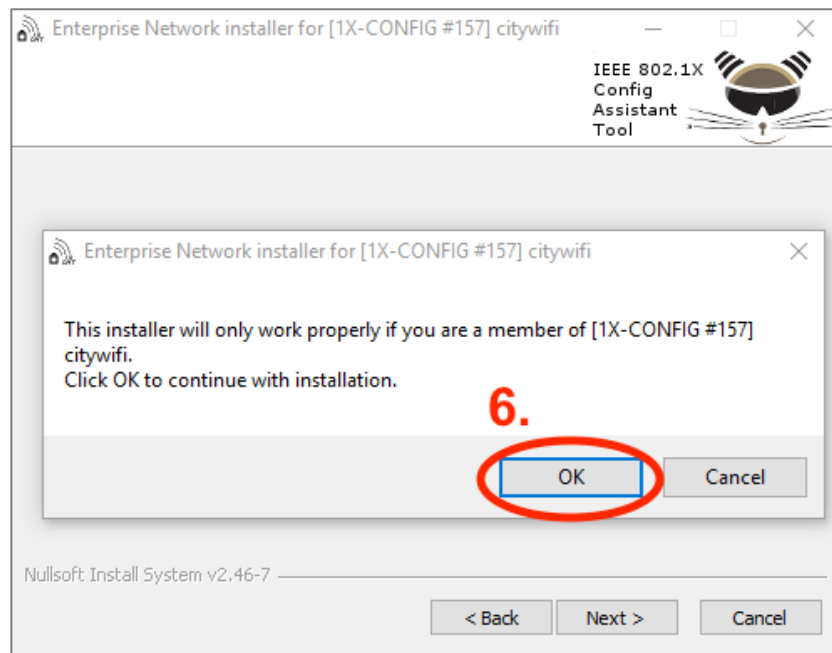 Enterprise Network installer for [1X-CONFIG #157] citywifi
IEEE 802.1X
Config
Assistant
Tool
Enterprise Network installer for [1X-CONFIG #157] citywifi
This installer will only work properly if you are a member of [1X-CONFIG #157]
citywifi.
Click OK to continue with installation.
6.
OK Cancel
Nullsoft Install System v2.46-7
< Back Next > Cancel